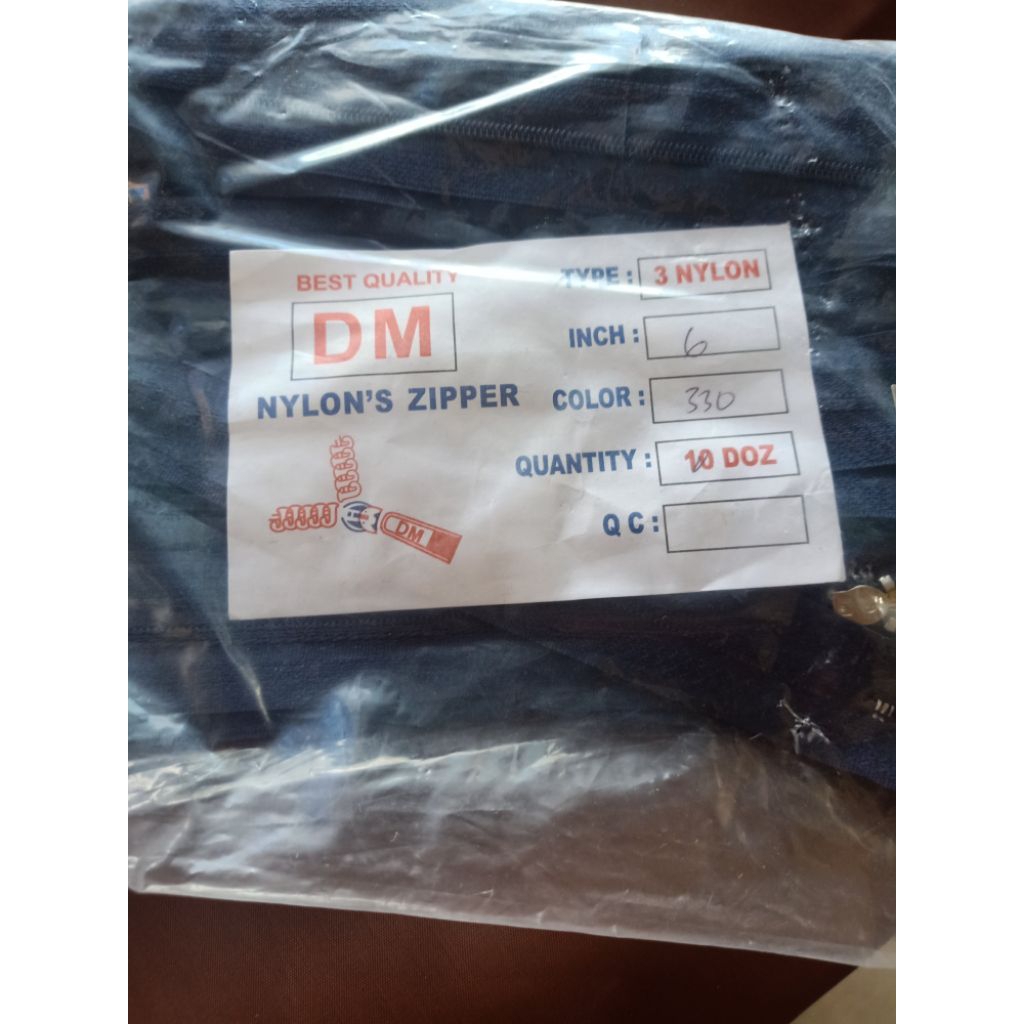 BEST QUALITY
DM
NYLON'S ZIPPER
DM
TYPE : 3 NYLON
INCH : 6
COLOR : 330
QUANTITY : 10 DOZ
Q C :